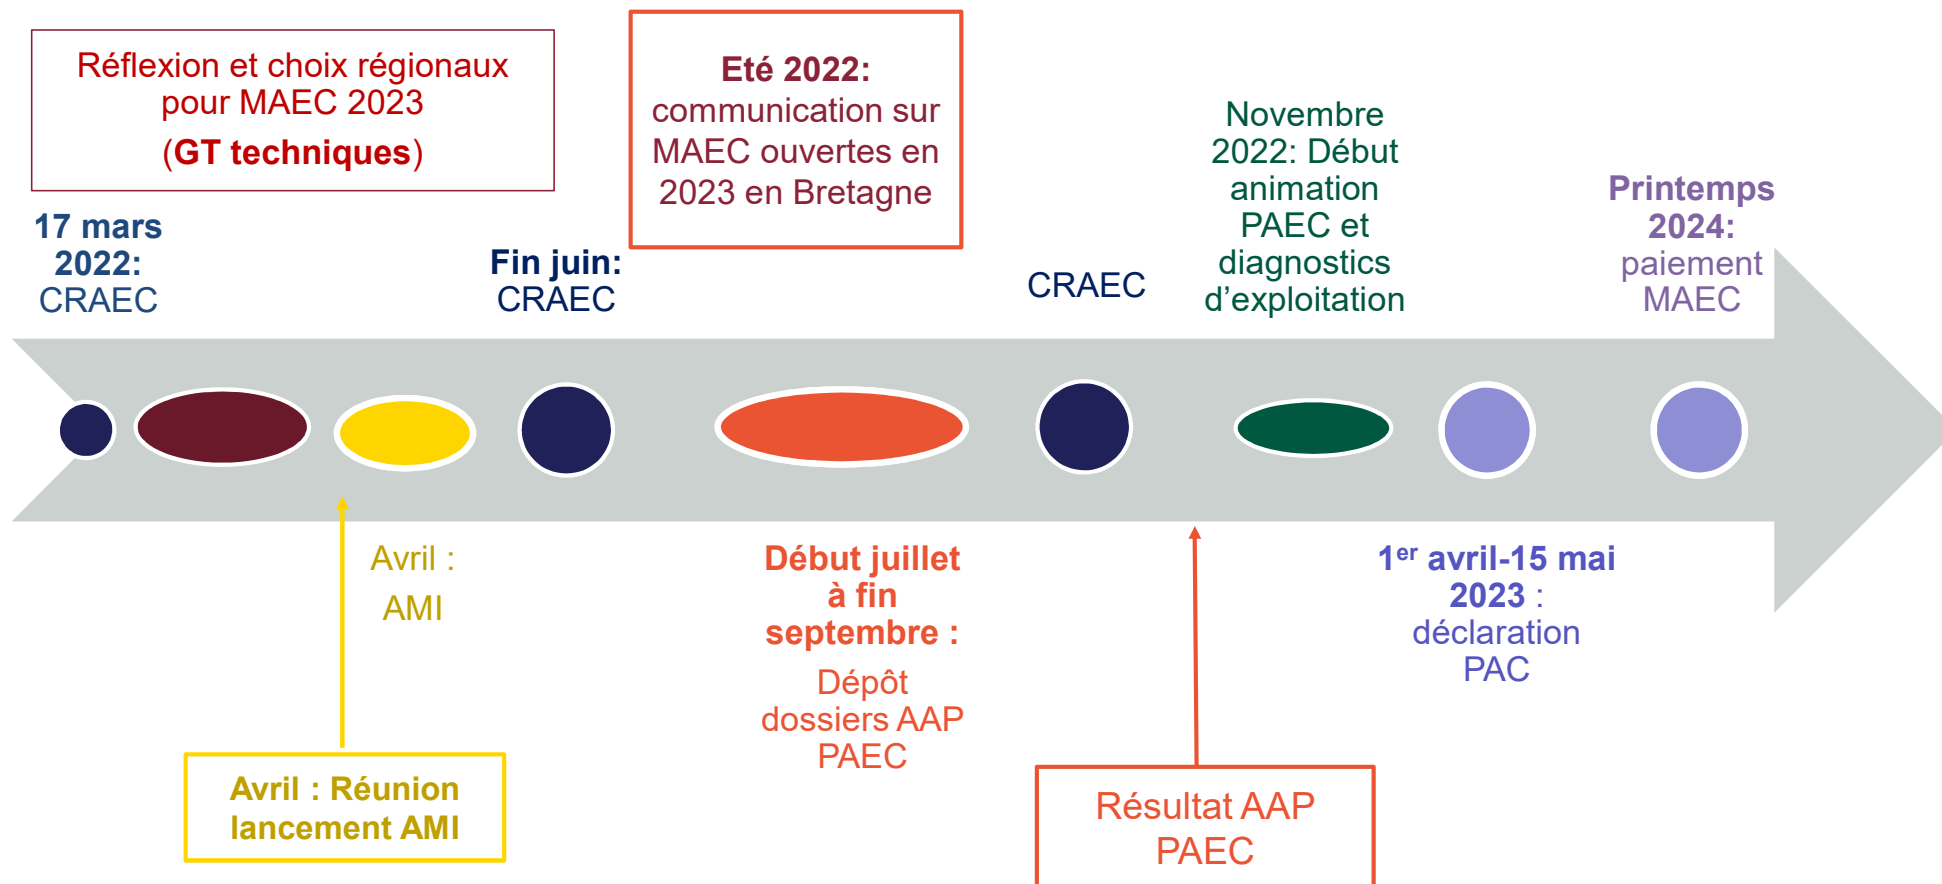 Réflexion et choix régionaux
pour MAEC 2023
(GT techniques)
Eté 2022:
communication sur
MAEC ouvertes en
2023 en Bretagne
17 mars
2022:
CRAEC
Fin juin:
CRAEC
CRAEC
Novembre
2022: Début
animation
PAEC et
diagnostics
d’exploitation
Printemps
2024:
paiement
MAEC
Avril :
AMI
Début juillet
à fin
septembre :
Dépôt
dossiers AAP
PAEC
1er avril-15 mai
2023 :
déclaration
PAC
Avril : Réunion
lancement AMI
Résultat AAP
PAEC